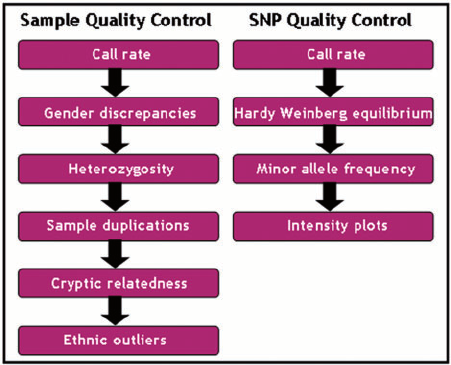 Sample Quality Control
Call rate
Gender discrepancies
Heterozygosity
Sample duplications
Cryptic relatedness
Ethnic outliers
SNP Quality Control
Call rate
Hardy Weinberg equilibrium
Minor allele frequency
Intensity plots